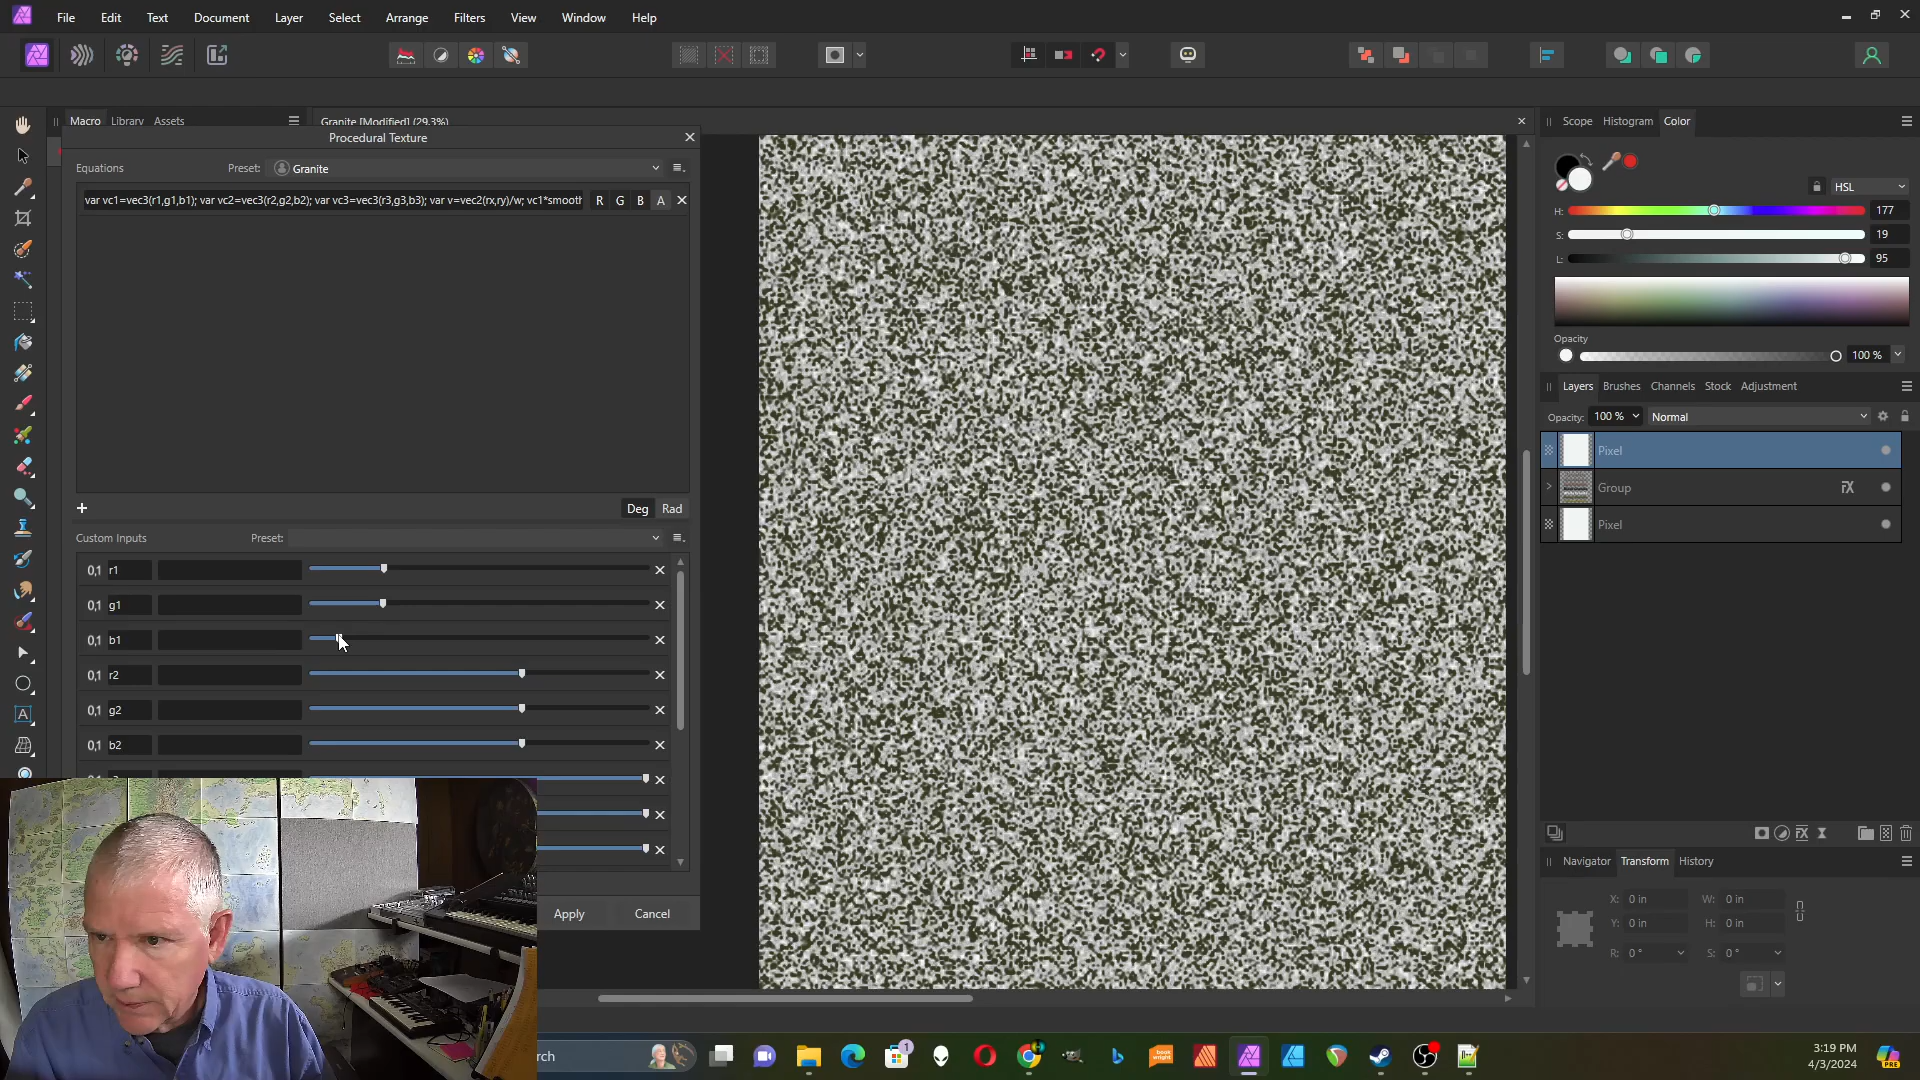 File Edit Text Document Layer Select Arrange Filters View Window Help
Macro Library Assets
Granite [Modified] (29.3%)
Procedural Texture
Equations Preset: Granite
var vc1=vec3(r1,g1,b1); var vc2=vec3(r2,g2,b2); var vc3=vec3(r3,g3,b3); var v=vec2(rx,ry)/w; vc1*smooth R G B A
Deg Rad
Custom Inputs Preset:
0,1 r1
0,1 g1
0,1 b1
0,1 r2
0,1 g2
0,1 b2
Apply Cancel
Scope Histogram Color
HSL
H: 177
S: 19
L: 95
Opacity
100 %
Layers Brushes Channels Stock Adjustment
Opacity: 100 % Normal
Pixel
Group
Pixel
Navigator Transform History
X: 0 in W: 0 in
Y: 0 in H: 0 in
R: 0 ° S: 0 °
3:19 PM
4/3/2024